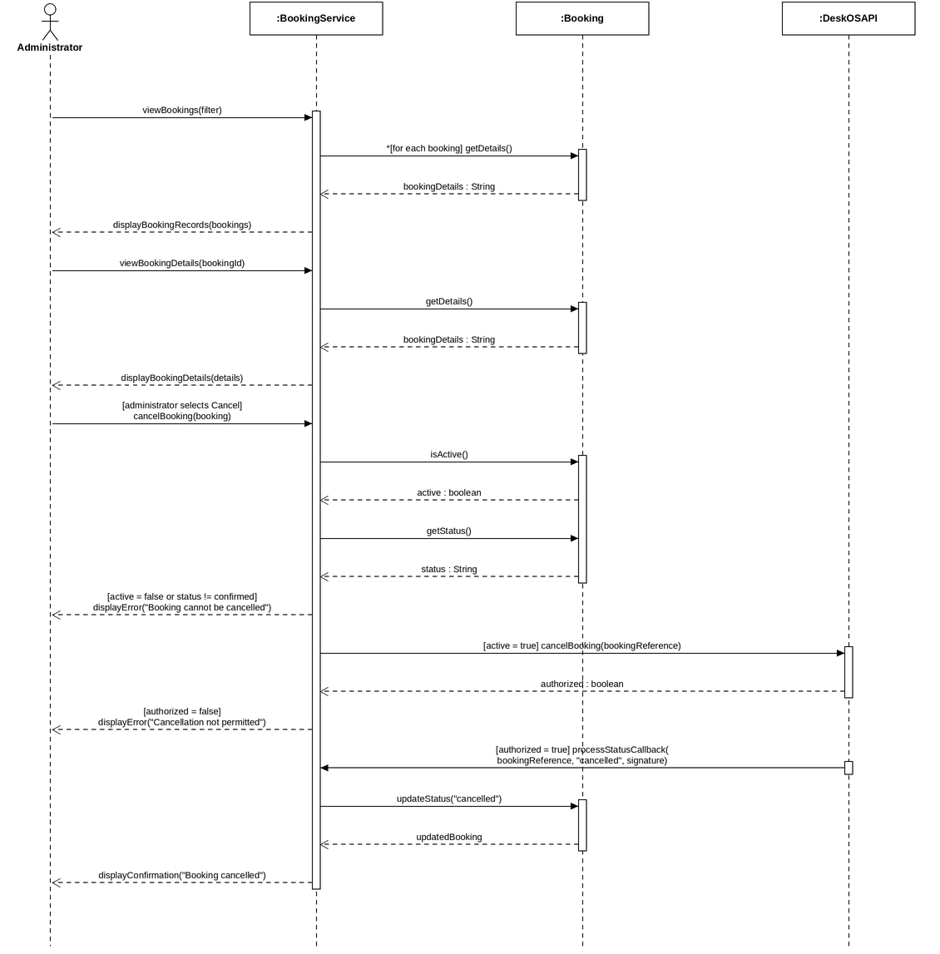 :BookingService
:Booking
:DeskOSAPI
Administrator
viewBookings(filter)
*[for each booking] getDetails()
bookingDetails : String
displayBookingRecords(bookings)
viewBookingDetails(bookingId)
getDetails()
bookingDetails : String
displayBookingDetails(details)
[administrator selects Cancel]
cancelBooking(booking)
isActive()
active : boolean
getStatus()
status : String
[active = false or status != confirmed]
displayError("Booking cannot be cancelled")
[active = true] cancelBooking(bookingReference)
authorized : boolean
[authorized = false]
displayError("Cancellation not permitted")
[authorized = true] processStatusCallback(
bookingReference, "cancelled", signature)
updateStatus("cancelled")
updatedBooking
displayConfirmation("Booking cancelled")